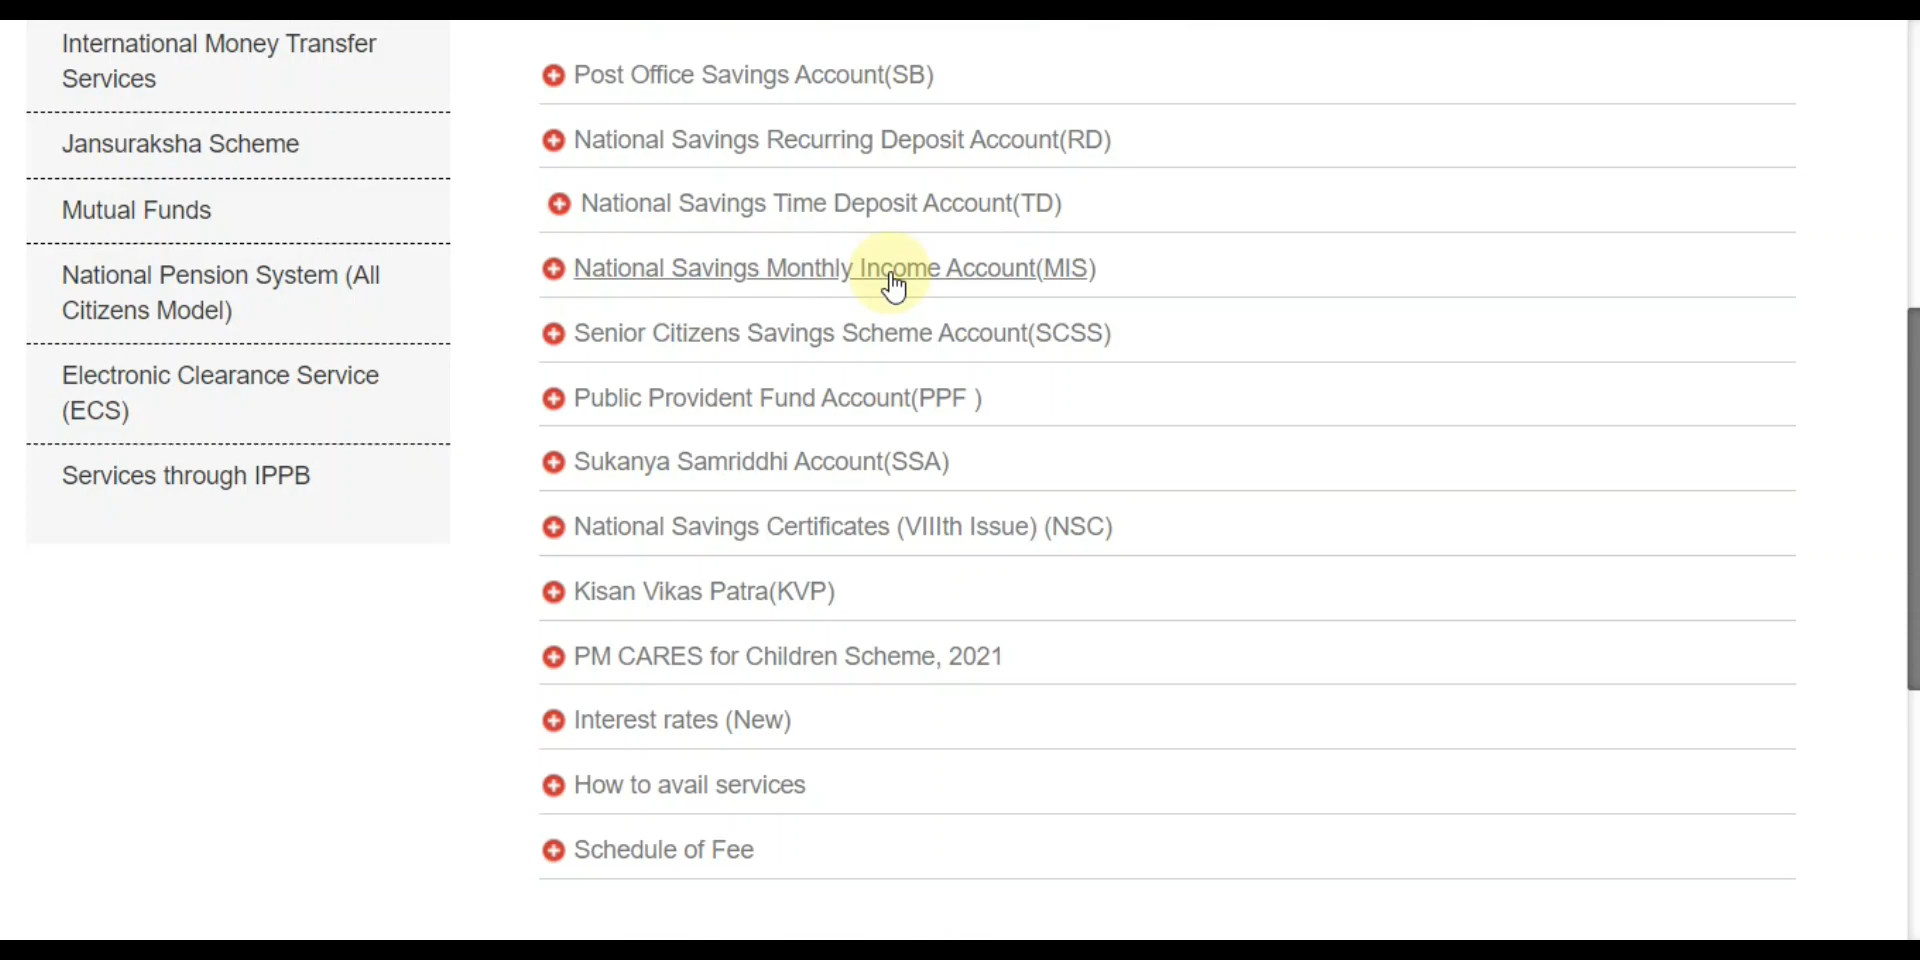 International Money Transfer
Services
Jansuraksha Scheme
Mutual Funds
National Pension System (All
Citizens Model)
Electronic Clearance Service
(ECS)
Services through IPPB
Post Office Savings Account(SB)
National Savings Recurring Deposit Account(RD)
National Savings Time Deposit Account(TD)
National Savings Monthly Income Account(MIS)
Senior Citizens Savings Scheme Account(SCSS)
Public Provident Fund Account(PPF )
Sukanya Samriddhi Account(SSA)
National Savings Certificates (VIIIth Issue) (NSC)
Kisan Vikas Patra(KVP)
PM CARES for Children Scheme, 2021
Interest rates (New)
How to avail services
Schedule of Fee